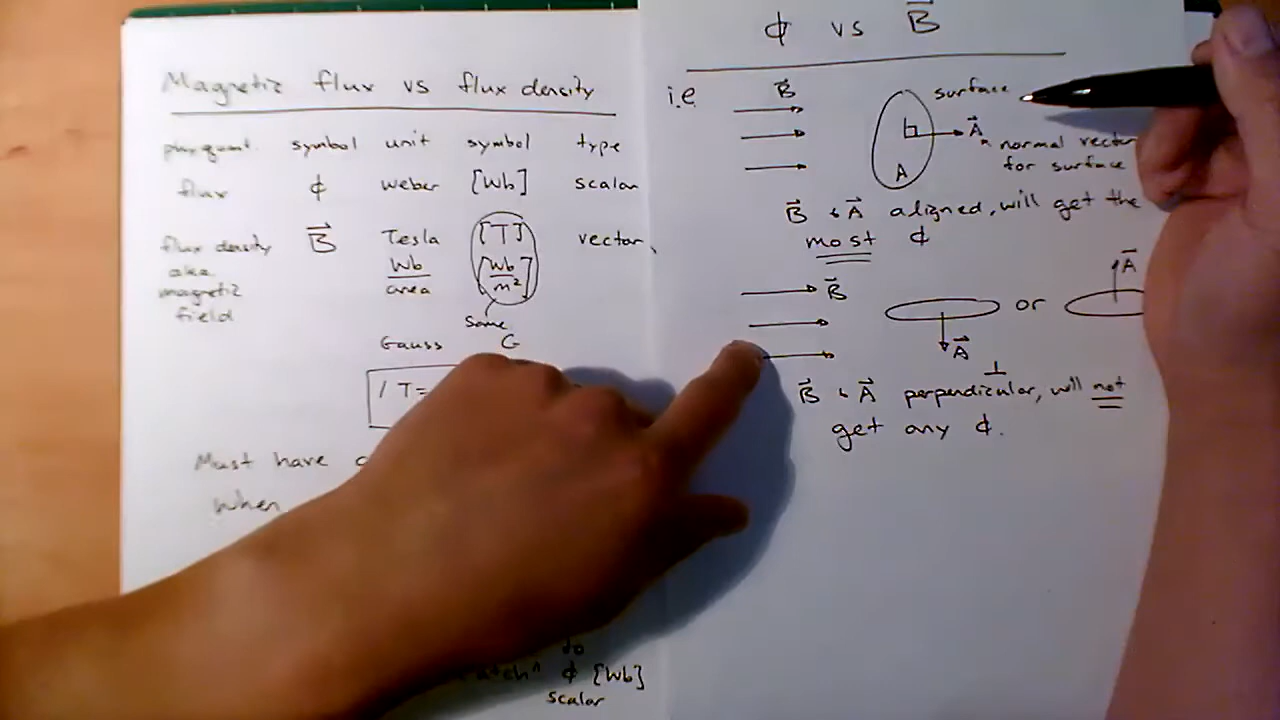 Magnetic flux vs flux density
symbol unit symbol type
flux ϕ weber [Wb] scalar
flux density B⃗ Tesla [T] vector
aka Wb/area [Wb/m²]
magnetic
field
Same
Gauss G
1 T =
Must have
When
to
ϕ [Wb]
scalar
ϕ vs B⃗
i.e B⃗ surface
A⃗
normal vector
for surface
A
B⃗ & A⃗ aligned, will get the
most ϕ
B⃗ or A⃗
A⃗
⊥
B⃗ & A⃗ perpendicular, will not
get any ϕ.